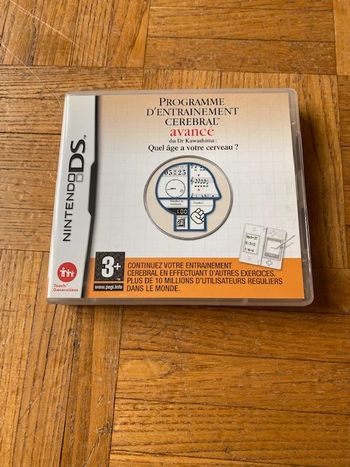 PROGRAMME
D'ENTRAINEMENT
CEREBRAL
avancé
du Dr Kawashima :
Quel âge a votre cerveau ?
NINTENDO DS
TM
Touch!
Generations
3+
www.pegi.info
CONTINUEZ VOTRE ENTRAINEMENT
CEREBRAL EN EFFECTUANT D'AUTRES EXERCICES.
PLUS DE 10 MILLIONS D'UTILISATEURS REGULIERS
DANS LE MONDE.